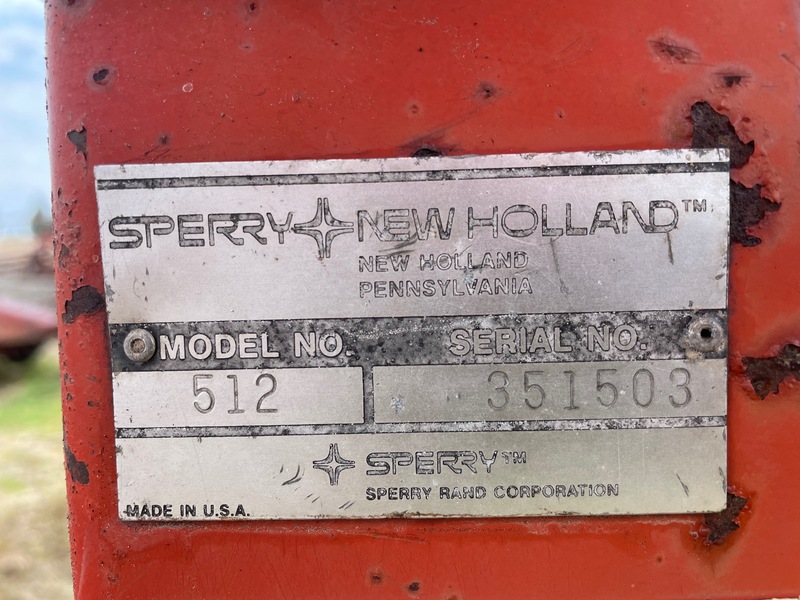 SPERRY NEW HOLLAND™
NEW HOLLAND
PENNSYLVANIA
MODEL NO. SERIAL NO.
512 351503
SPERRY™
SPERRY RAND CORPORATION
MADE IN U.S.A.